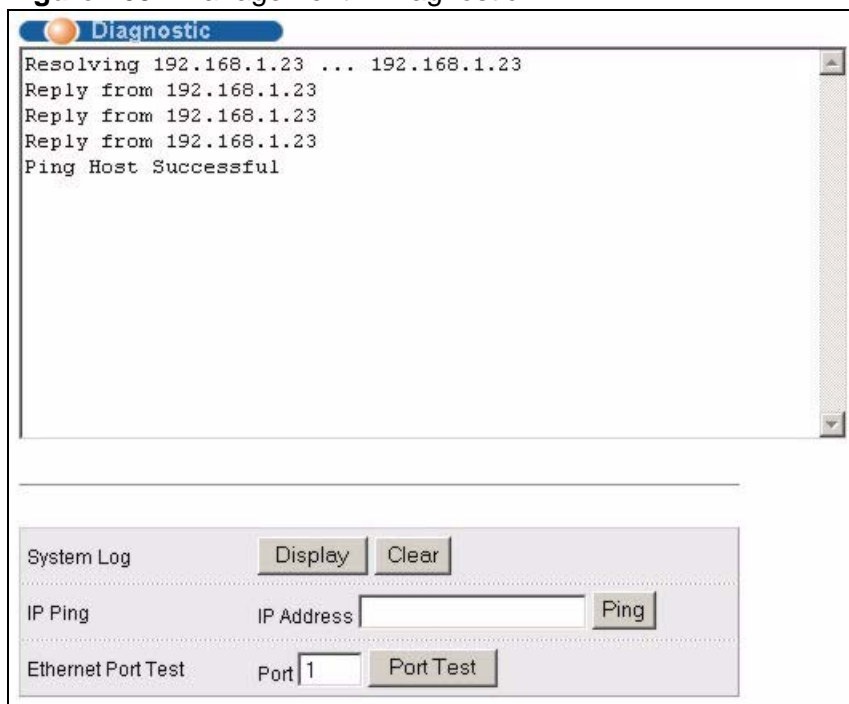 Diagnostic
Resolving 192.168.1.23 ... 192.168.1.23
Reply from 192.168.1.23
Reply from 192.168.1.23
Reply from 192.168.1.23
Ping Host Successful
System Log Display Clear
IP Ping IP Address Ping
Ethernet Port Test Port 1 Port Test